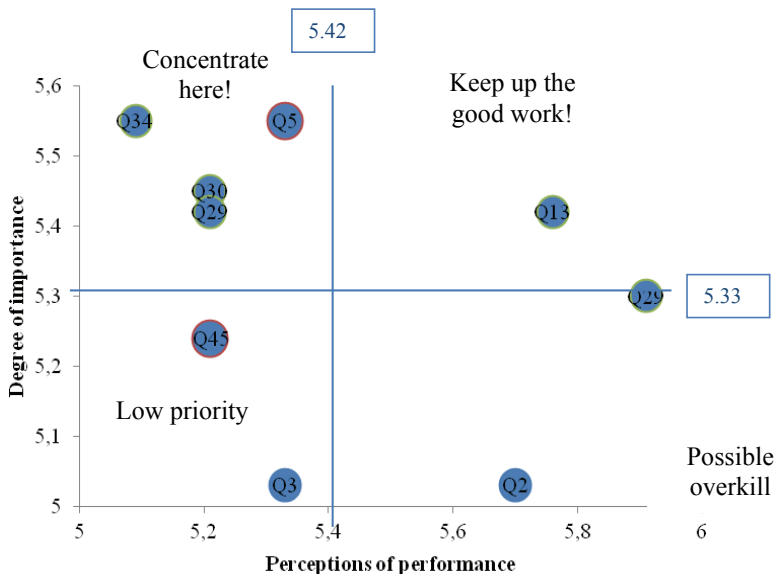 5.42
Concentrate
here!
Keep up the
good work!
5,6
Q34
Q5
5,5
Q30
Q29
Q13
5,4
Degree of importance
5,3
Q29
5.33
Q45
5,2
Low priority
5,1
Possible
overkill
Q3
Q2
5
5
5,2
5,4
5,6
5,8
6
Perceptions of performance